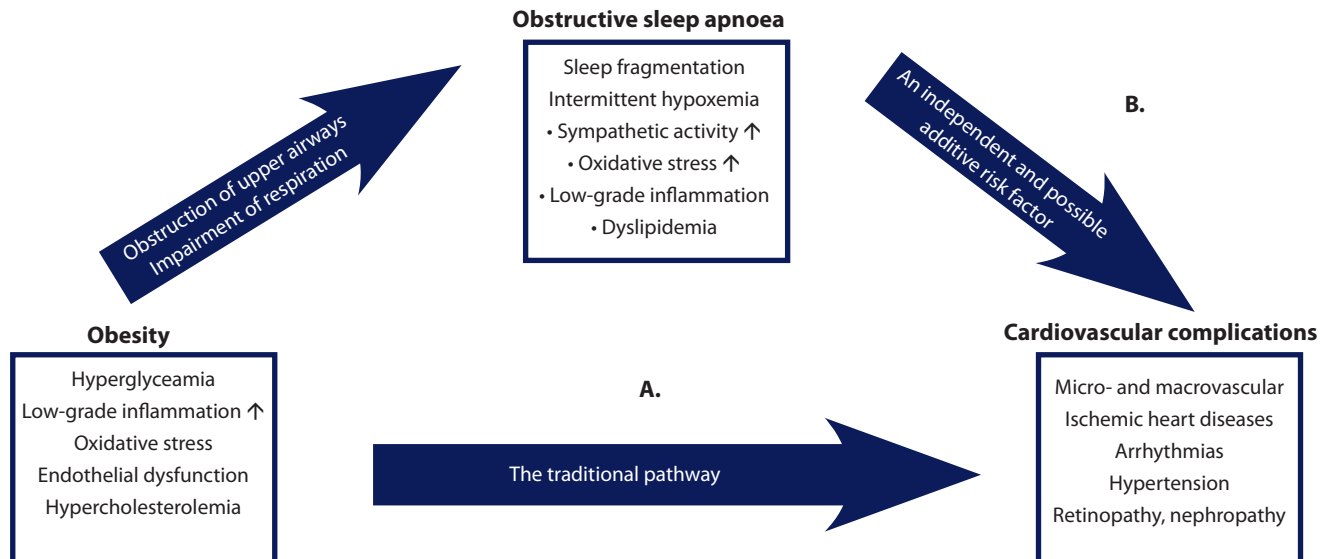 Obstructive sleep apnoea
Sleep fragmentation
Intermittent hypoxemia
• Sympathetic activity ↑
• Oxidative stress ↑
• Low-grade inflammation
• Dyslipidemia
Obstruction of upper airways
Impairment of respiration
An independent and possible
additive risk factor
B.
Obesity
Hyperglyceamia
Low-grade inflammation ↑
Oxidative stress
Endothelial dysfunction
Hypercholesterolemia
A.
The traditional pathway
Cardiovascular complications
Micro- and macrovascular
Ischemic heart diseases
Arrhythmias
Hypertension
Retinopathy, nephropathy